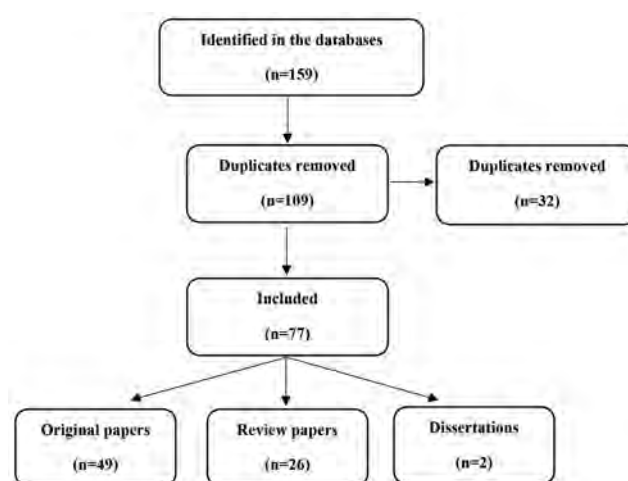 Identified in the databases
(n=159)
Duplicates removed
(n=109)
Duplicates removed
(n=32)
Included
(n=77)
Original papers
(n=49)
Review papers
(n=26)
Dissertations
(n=2)